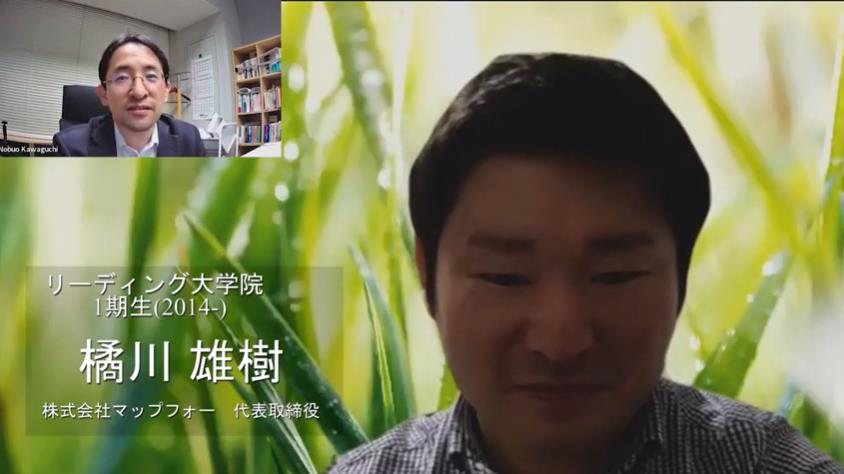 Nobuo Kawaguchi
リーディング大学院
1期生(2014-)
橘川 雄樹
株式会社マップフォー 代表取締役